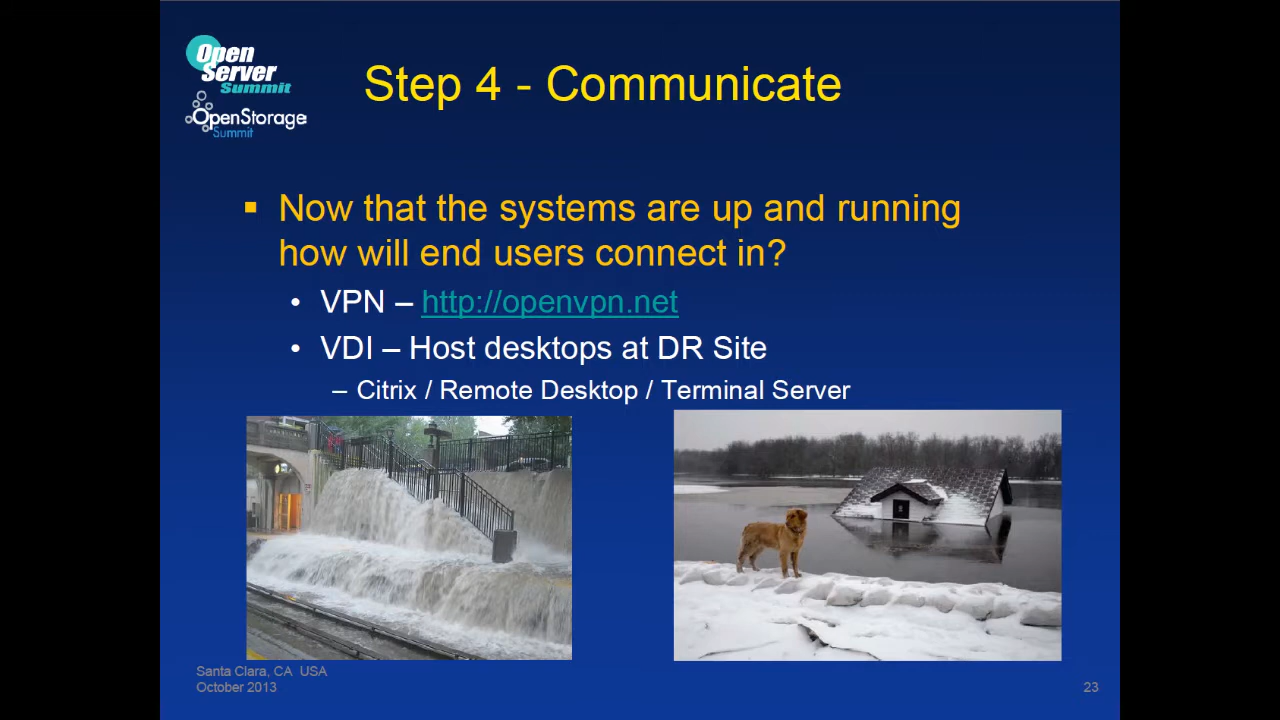 Open
Server
Summit
OpenStorage
Summit
Step 4 - Communicate
▪ Now that the systems are up and running
how will end users connect in?
• VPN – http://openvpn.net
• VDI – Host desktops at DR Site
– Citrix / Remote Desktop / Terminal Server
Santa Clara, CA  USA
October 2013
23